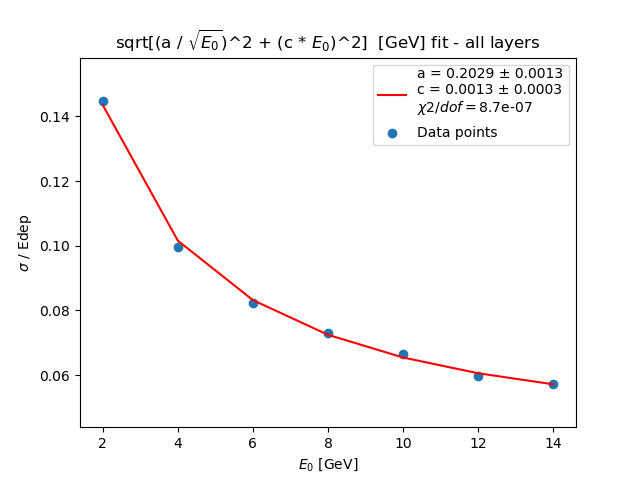 sqrt[(a / √E₀)^2 + (c * E₀)^2]  [GeV] fit - all layers
a = 0.2029 ± 0.0013
c = 0.0013 ± 0.0003
χ2/dof = 8.7e-07
Data points
0.14
0.12
0.10
0.08
0.06
σ / Edep
2 4 6 8 10 12 14
E₀ [GeV]